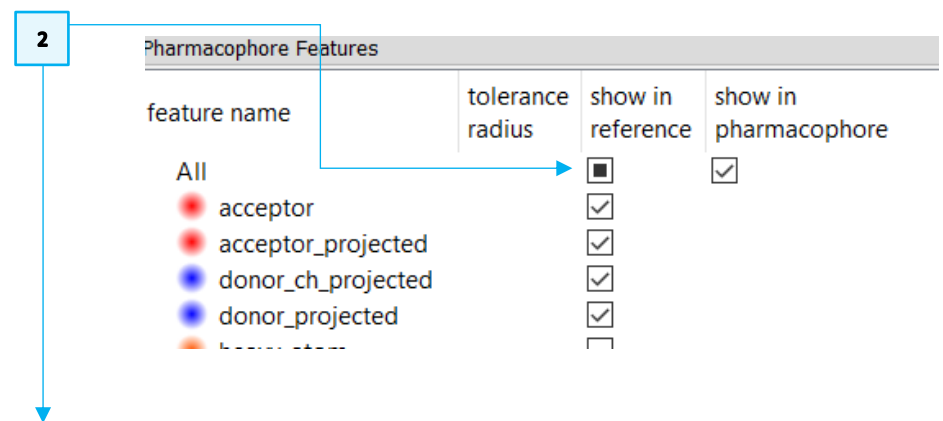 2
Pharmacophore Features
feature name
tolerance radius
show in reference
show in pharmacophore
All
acceptor
acceptor_projected
donor_ch_projected
donor_projected